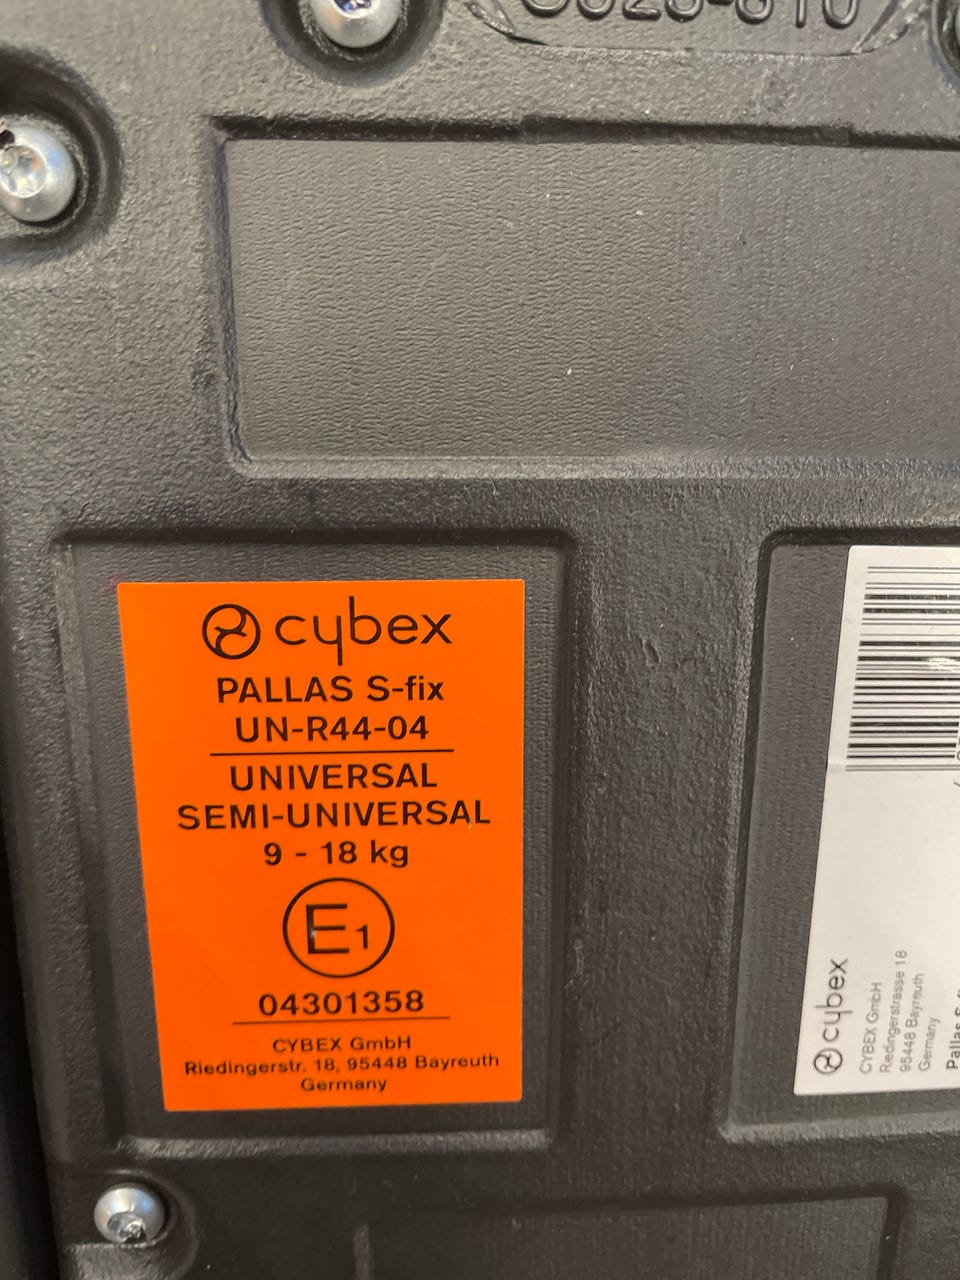 cybex
PALLAS S-fix
UN-R44-04
UNIVERSAL
SEMI-UNIVERSAL
9 - 18 kg
E1
04301358
CYBEX GmbH
Riedingerstr. 18, 95448 Bayreuth
Germany
cybex
CYBEX GmbH
Riedingerstrasse 18
95448 Bayreuth
Germany
Pallas